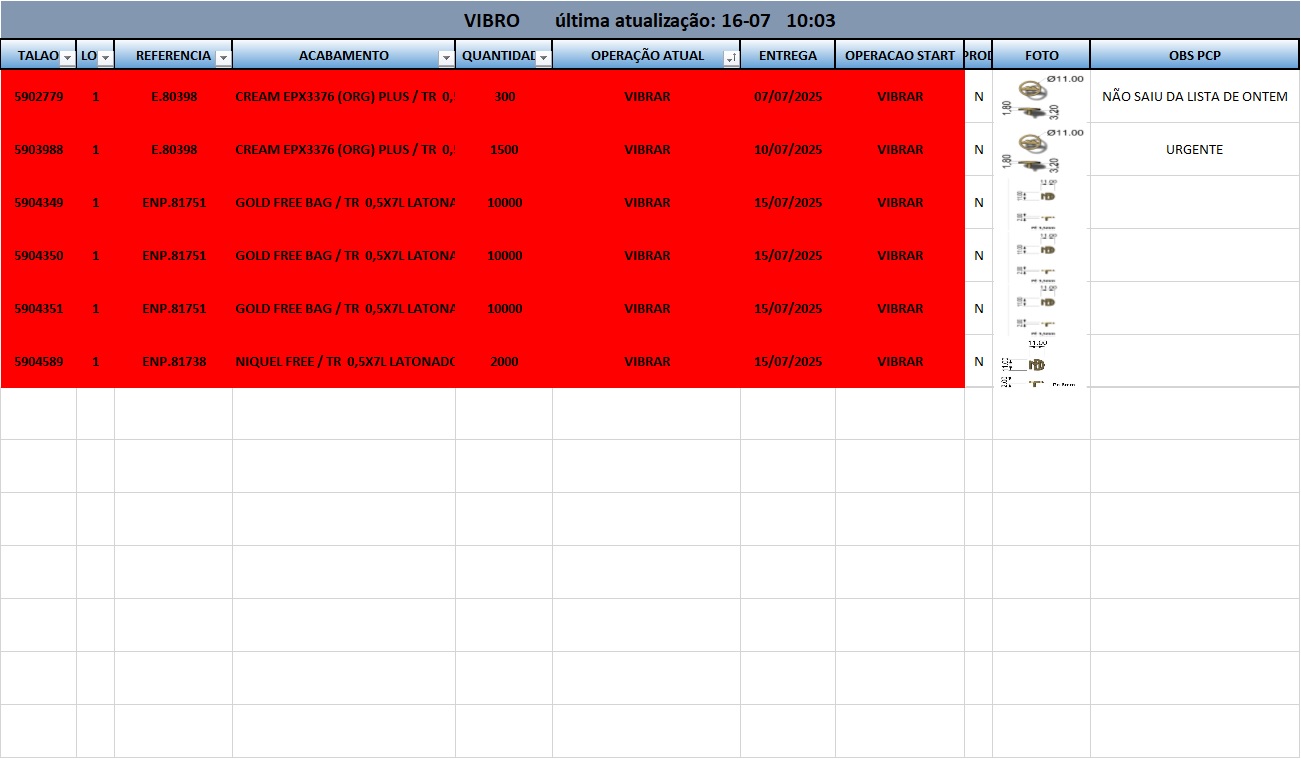 VIBRO última atualização: 16-07 10:03
TALAO LO REFERENCIA ACABAMENTO QUANTIDAD OPERAÇÃO ATUAL ENTREGA OPERACAO START PROD FOTO OBS PCP
5902779 1 E.80398 CREAM EPX3376 (ORG) PLUS / TR 0, 300 VIBRAR 07/07/2025 VIBRAR N Ø11.00 1,80 3,20 NÃO SAIU DA LISTA DE ONTEM
5903988 1 E.80398 CREAM EPX3376 (ORG) PLUS / TR 0, 1500 VIBRAR 10/07/2025 VIBRAR N Ø11.00 1,80 3,20 URGENTE
5904349 1 ENP.81751 GOLD FREE BAG / TR 0,5X7L LATONA 10000 VIBRAR 15/07/2025 VIBRAR N
5904350 1 ENP.81751 GOLD FREE BAG / TR 0,5X7L LATONA 10000 VIBRAR 15/07/2025 VIBRAR N
5904351 1 ENP.81751 GOLD FREE BAG / TR 0,5X7L LATONA 10000 VIBRAR 15/07/2025 VIBRAR N
5904589 1 ENP.81738 NIQUEL FREE / TR 0,5X7L LATONADO 2000 VIBRAR 15/07/2025 VIBRAR N